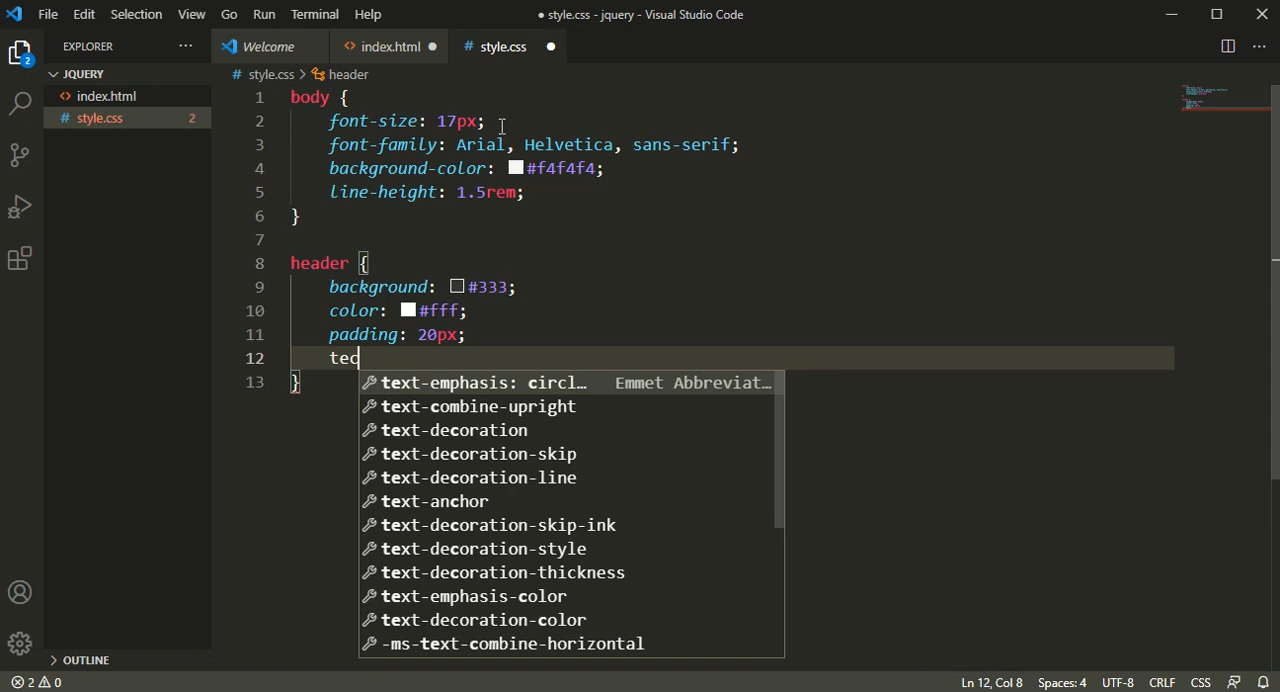 File Edit Selection View Go Run Terminal Help ● style.css - jquery - Visual Studio Code
EXPLORER ··· Welcome index.html # style.css
JQUERY # style.css > header
index.html
# style.css 2
2
1 body {
2 font-size: 17px;
3 font-family: Arial, Helvetica, sans-serif;
4 background-color: #f4f4f4;
5 line-height: 1.5rem;
6 }
7
8 header {
9 background: #333;
10 color: #fff;
11 padding: 20px;
12 tec
13 }
text-emphasis: circl… Emmet Abbreviat…
text-combine-upright
text-decoration
text-decoration-skip
text-decoration-line
text-anchor
text-decoration-skip-ink
text-decoration-style
text-decoration-thickness
text-emphasis-color
text-decoration-color
-ms-text-combine-horizontal
OUTLINE
2 0 Ln 12, Col 8 Spaces: 4 UTF-8 CRLF CSS